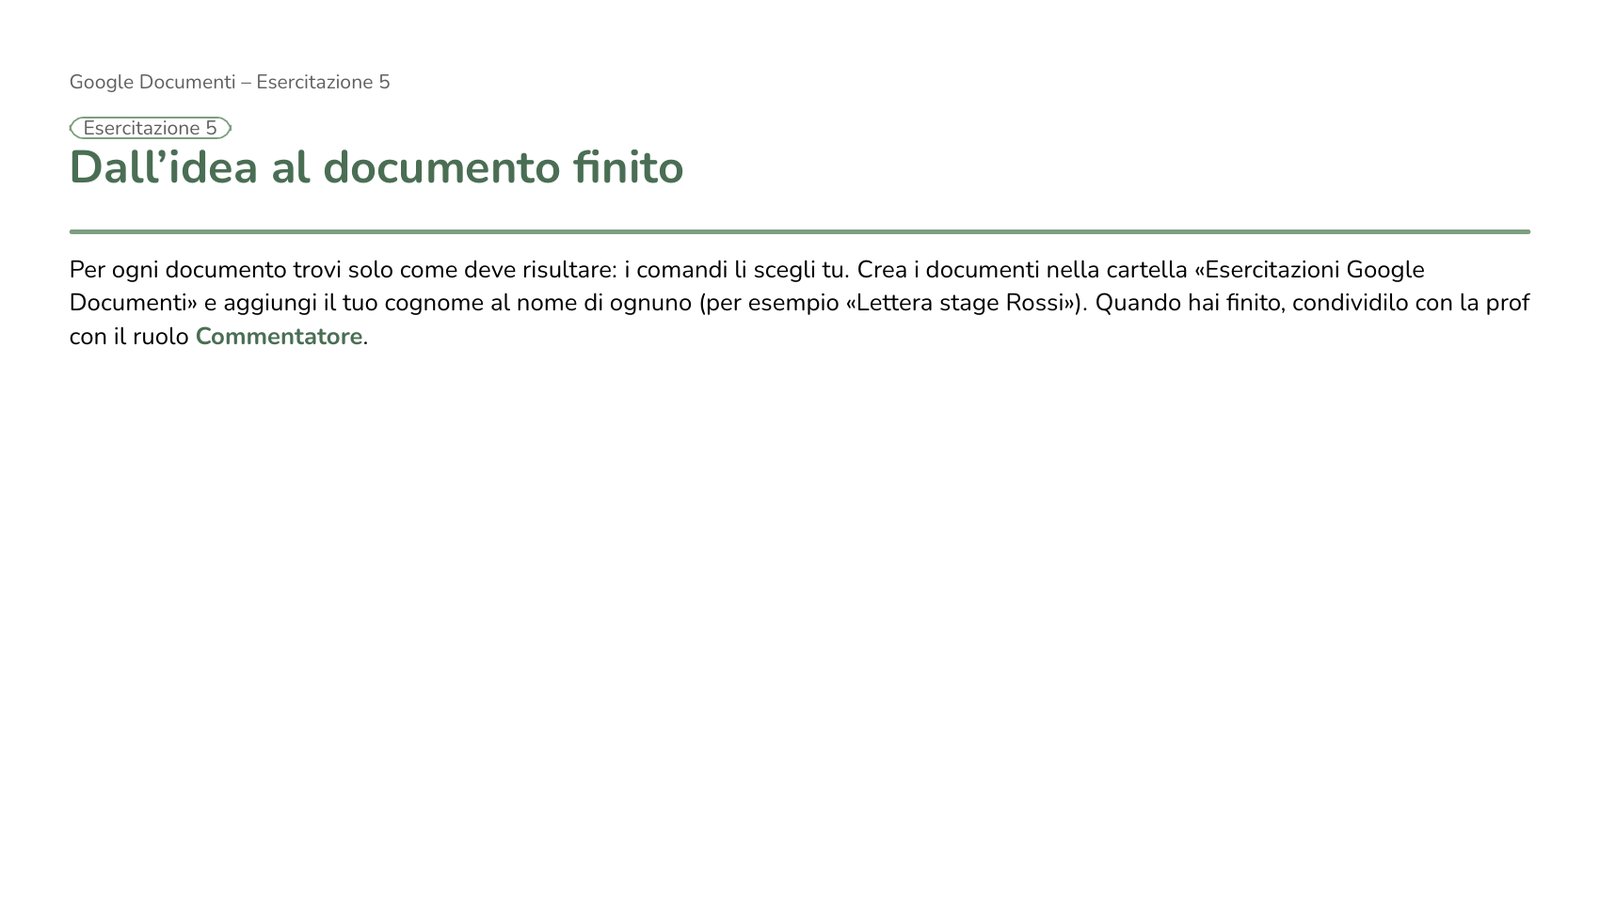 Google Documenti – Esercitazione 5
Esercitazione 5
Dall’idea al documento finito
Per ogni documento trovi solo come deve risultare: i comandi li scegli tu. Crea i documenti nella cartella «Esercitazioni Google
Documenti» e aggiungi il tuo cognome al nome di ognuno (per esempio «Lettera stage Rossi»). Quando hai finito, condividilo con la prof
con il ruolo Commentatore.